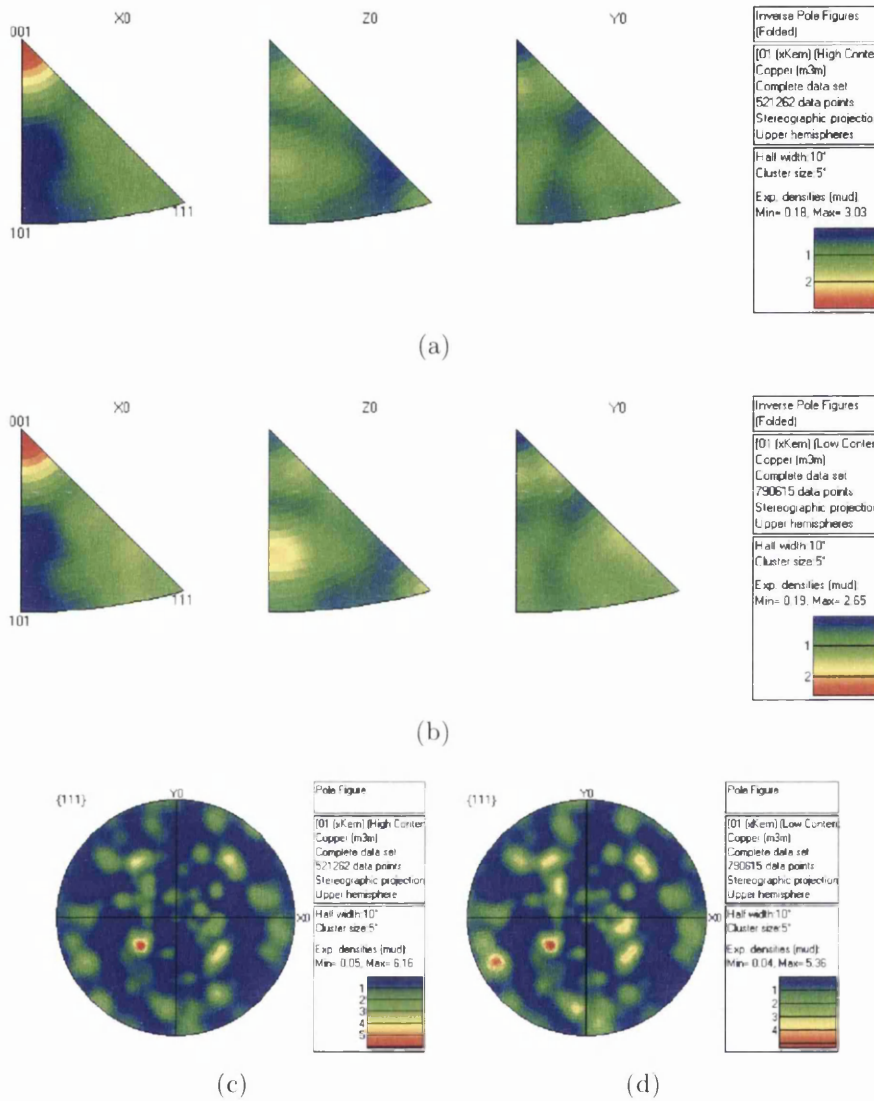 X0
Z0
Y0
001
101
111
Inverse Pole Figures
(Folded)
[01 (xKern) (High Conte
Copper (m3m)
Complete data set
521262 data points
Stereographic projection
Upper hemispheres
Half width:10°
Cluster size:5°
Exp. densities (mud):
Min= 0.18, Max= 3.03
1
2
(a)
X0
Z0
Y0
001
101
111
Inverse Pole Figures
(Folded)
[01 (xKern) (Low Conter
Copper (m3m)
Complete data set
790615 data points
Stereographic projection
Upper hemispheres
Half width:10°
Cluster size:5°
Exp. densities (mud):
Min= 0.19, Max= 2.65
1
2
(b)
{111}
Y0
X0
Pole Figure
[01 (xKern) (High Conten
Copper (m3m)
Complete data set
521262 data points
Stereographic projection
Upper hemisphere
Half width:10°
Cluster size:5°
Exp. densities (mud):
Min= 0.05, Max= 6.16
1
2
3
4
5
(c)
{111}
Y0
X0
Pole Figure
[01 (xKern) (Low Conten
Copper (m3m)
Complete data set
790615 data points
Stereographic projection
Upper hemisphere
Half width:10°
Cluster size:5°
Exp. densities (mud):
Min= 0.04, Max= 5.36
1
2
3
4
(d)